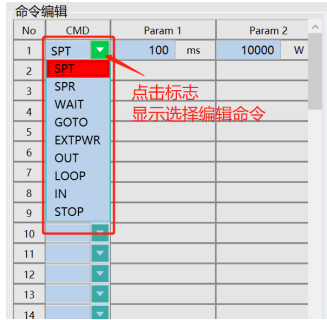 命令编辑
No CMD Param 1 Param 2
1 SPT 100 ms 10000 W
2 SPT
3 SPR
4 WAIT
5 GOTO
6 EXTPWR
7 OUT
8 LOOP
9 IN
STOP
10
11
12
13
14
点击标志
显示选择编辑命令